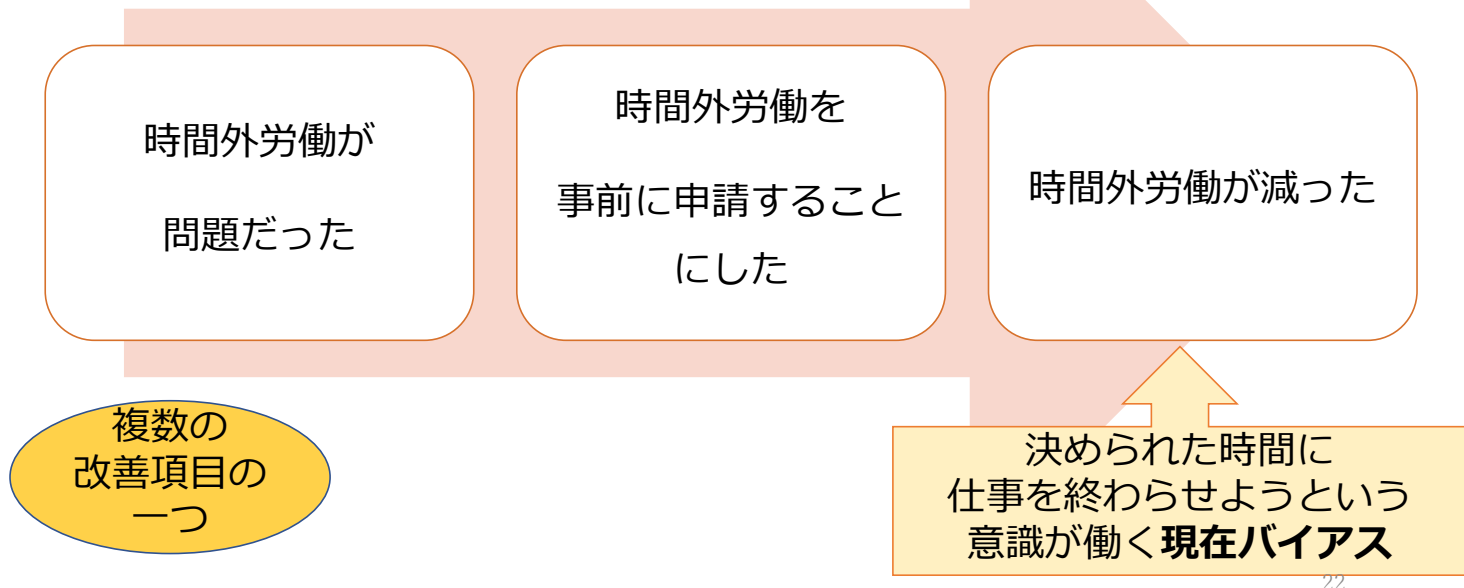 時間外労働が
問題だった
時間外労働を
事前に申請すること
にした
時間外労働が減った
複数の
改善項目の
一つ
決められた時間に
仕事を終わらせようという
意識が働く現在バイアス
22